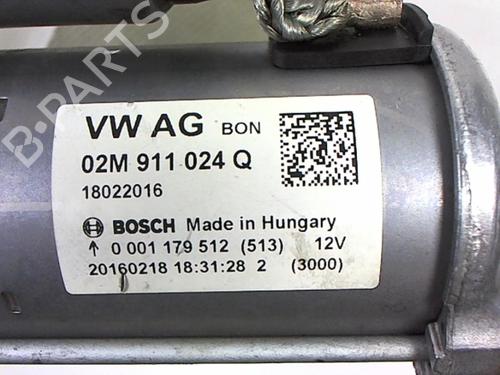 B-PARTS
VW AG BON
02M 911 024 Q
18022016
BOSCH Made in Hungary
↑ 0 001 179 512 (513) 12V
20160218 18:31:28 2 (3000)